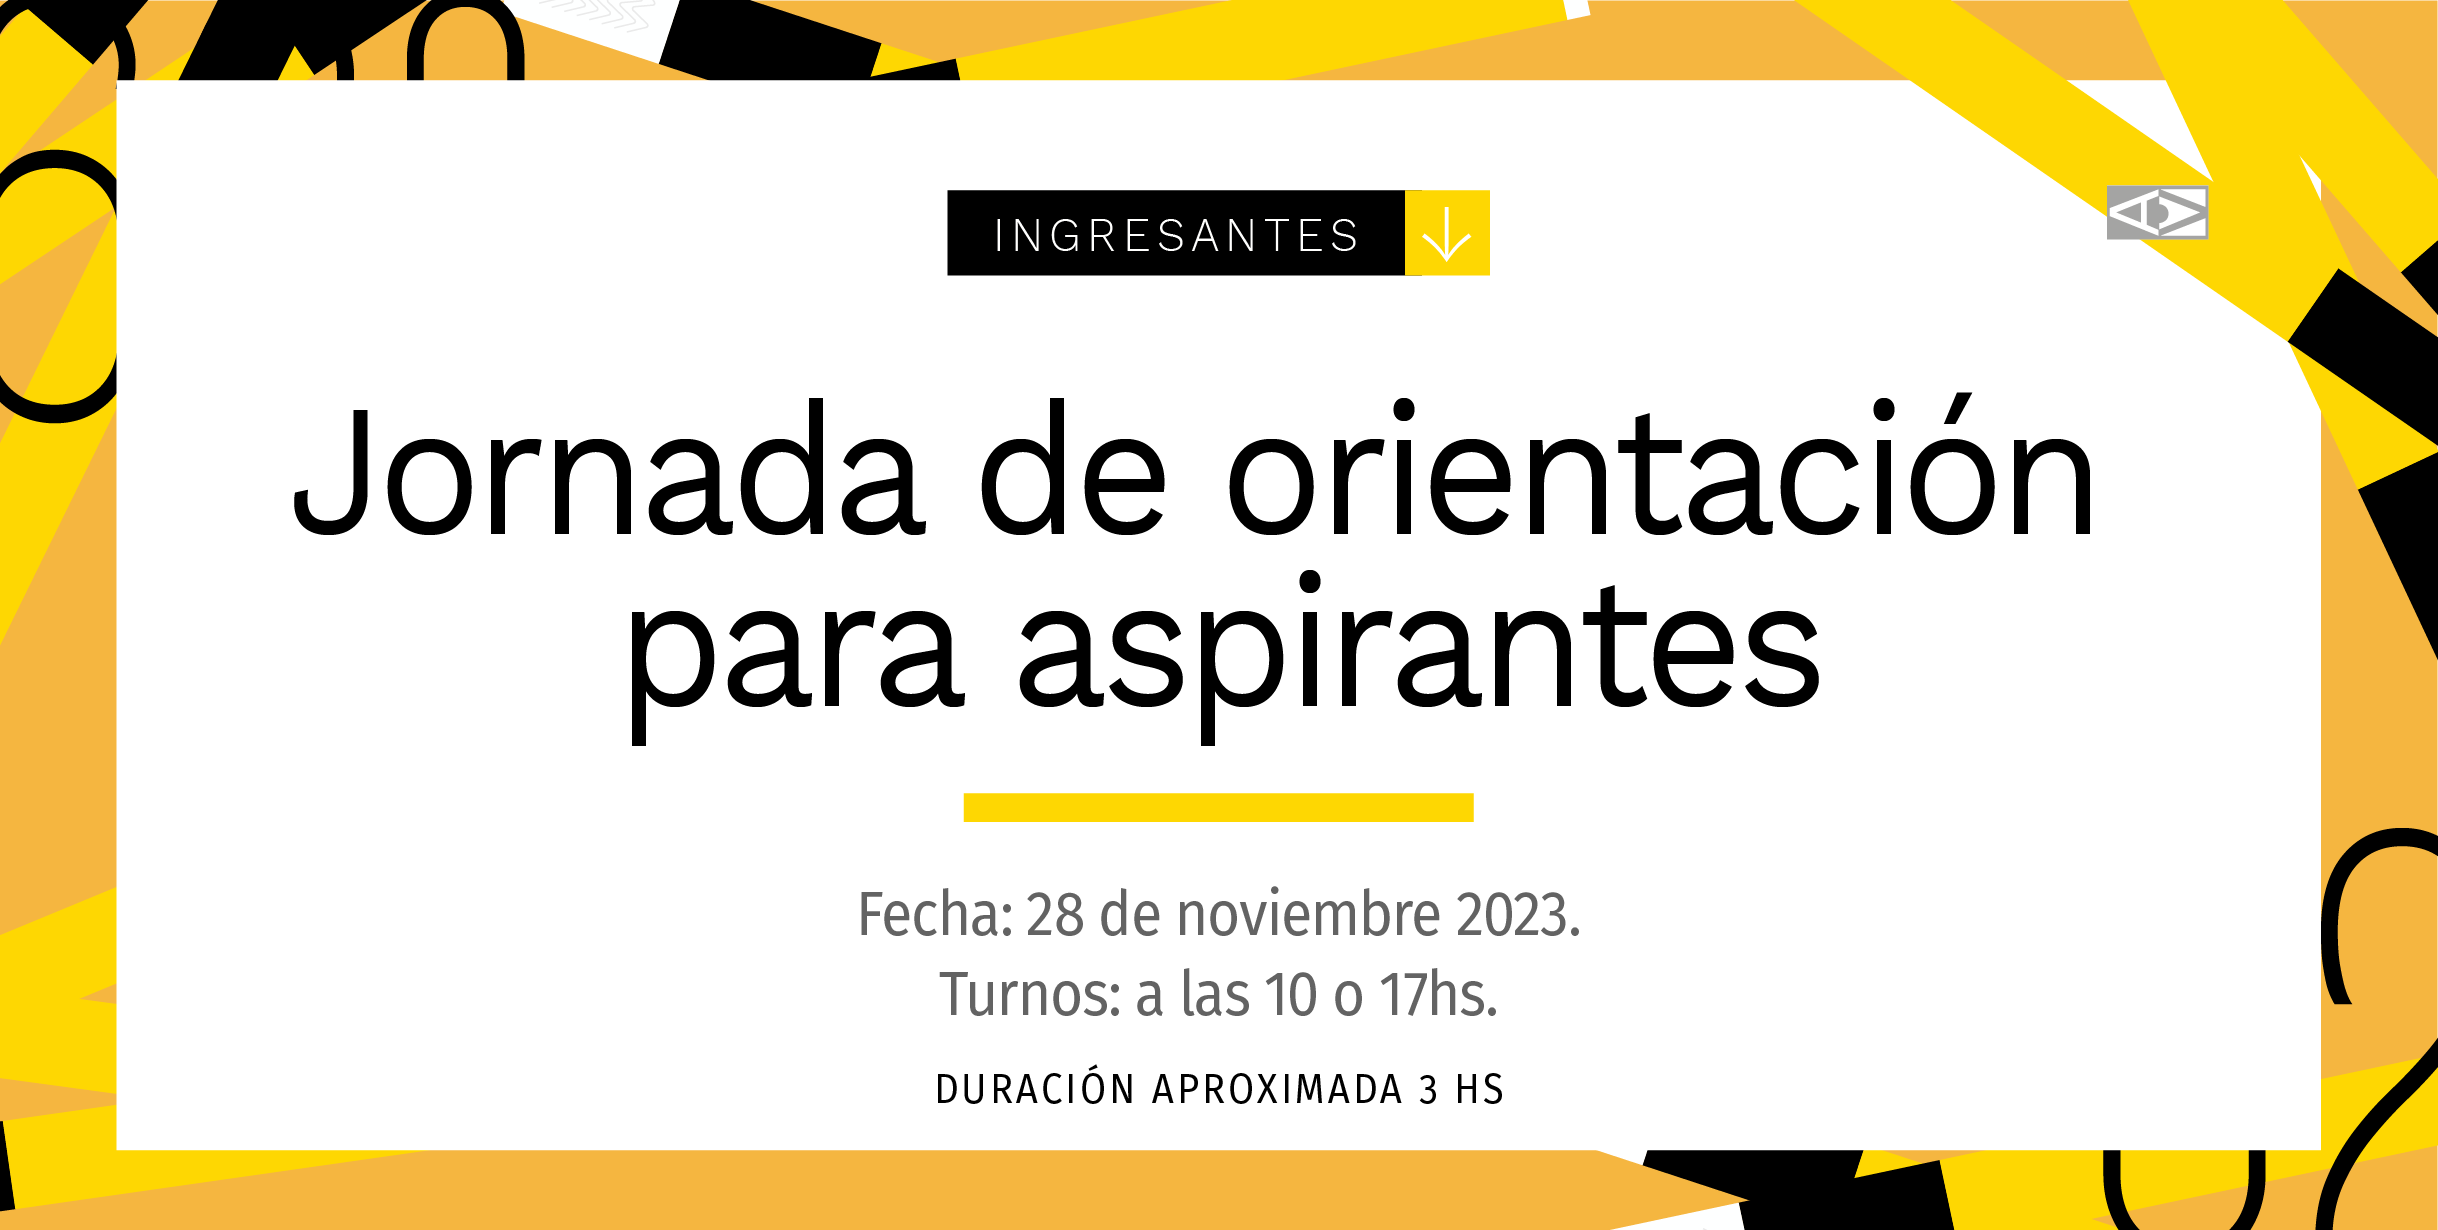 INGRESANTES
Jornada de orientación
para aspirantes
Fecha: 28 de noviembre 2023.
Turnos: a las 10 o 17hs.
DURACIÓN APROXIMADA 3 HS